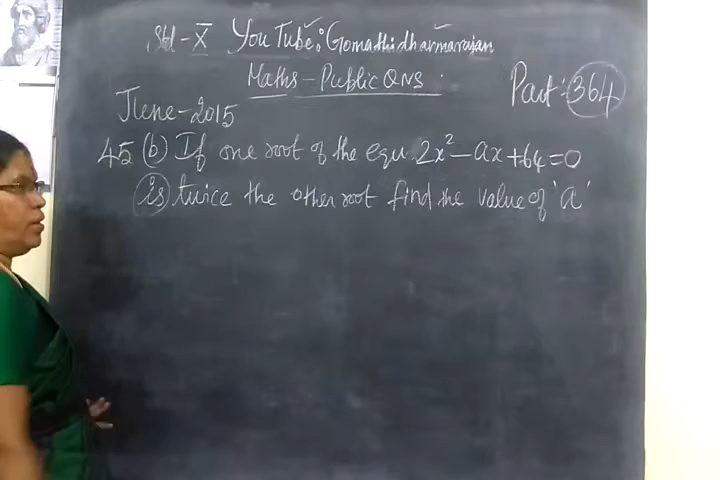 Std - X YouTube: Gomathidharmarajan
Maths - Public QNS. Part: 364
June-2015
45 (b) If one root of the equ 2x² - ax + 64 = 0
is twice the other root find the value of 'a'